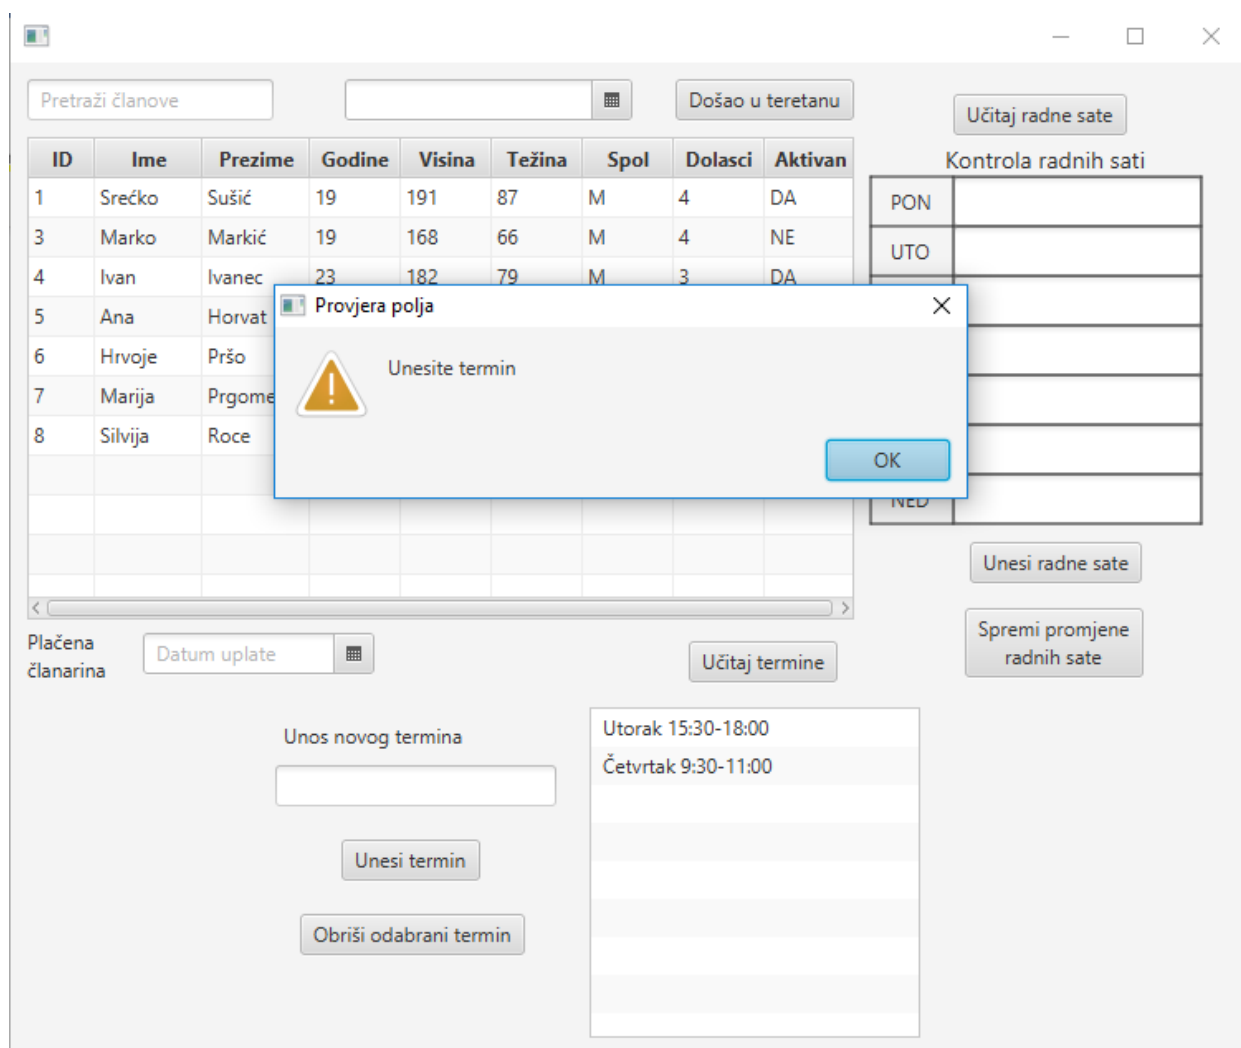 Pretraži članove
Došao u teretanu
Učitaj radne sate
ID Ime Prezime Godine Visina Težina Spol Dolasci Aktivan
Kontrola radnih sati
1 Srećko Sušić 19 191 87 M 4 DA
PON
3 Marko Markić 19 168 66 M 4 NE
UTO
4 Ivan Ivanec 23 182 79 M 3 DA
Provjera polja
5 Ana Horvat
6 Hrvoje Pršo
Unesite termin
7 Marija Prgome
8 Silvija Roce
OK
NED
Unesi radne sate
Plačena
članarina
Datum uplate
Učitaj termine
Spremi promjene
radnih sate
Unos novog termina
Utorak 15:30-18:00
Četvrtak 9:30-11:00
Unesi termin
Obriši odabrani termin